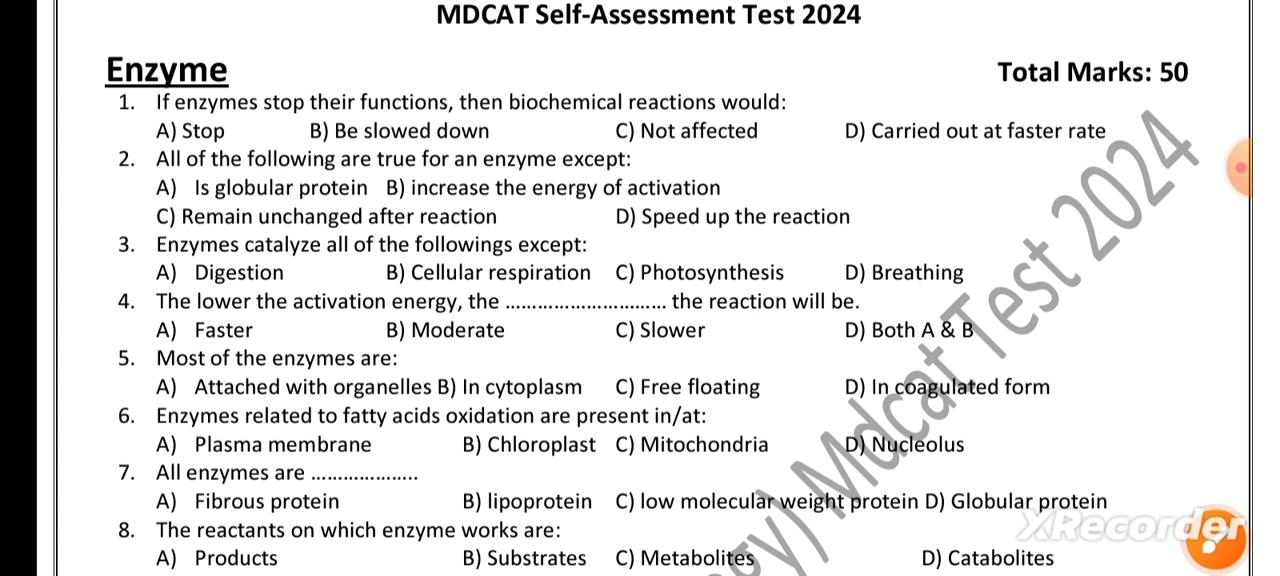 MDCAT Self-Assessment Test 2024
Enzyme Total Marks: 50
1. If enzymes stop their functions, then biochemical reactions would:
A) Stop B) Be slowed down C) Not affected D) Carried out at faster rate
2. All of the following are true for an enzyme except:
A) Is globular protein B) increase the energy of activation
C) Remain unchanged after reaction D) Speed up the reaction
3. Enzymes catalyze all of the followings except:
A) Digestion B) Cellular respiration C) Photosynthesis D) Breathing
4. The lower the activation energy, the .............................. the reaction will be.
A) Faster B) Moderate C) Slower D) Both A & B
5. Most of the enzymes are:
A) Attached with organelles B) In cytoplasm C) Free floating D) In coagulated form
6. Enzymes related to fatty acids oxidation are present in/at:
A) Plasma membrane B) Chloroplast C) Mitochondria D) Nucleolus
7. All enzymes are ....................
A) Fibrous protein B) lipoprotein C) low molecular weight protein D) Globular protein
8. The reactants on which enzyme works are:
A) Products B) Substrates C) Metabolites D) Catabolites
Mdcat Test 2024
XRecorder